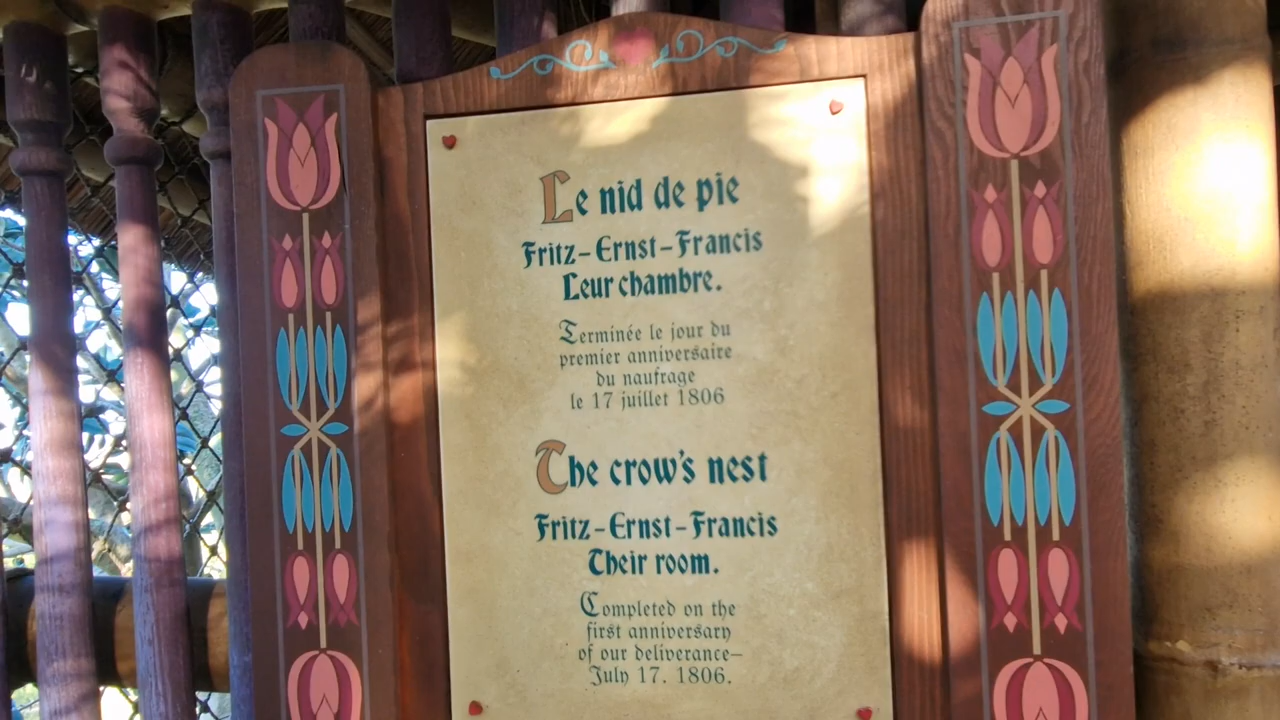 Le nid de pie
Fritz-Ernst-Francis
Leur chambre.
Terminée le jour du
premier anniversaire
du naufrage
le 17 juillet 1806
The crow's nest
Fritz-Ernst-Francis
Their room.
Completed on the
first anniversary
of our deliverance—
July 17. 1806.